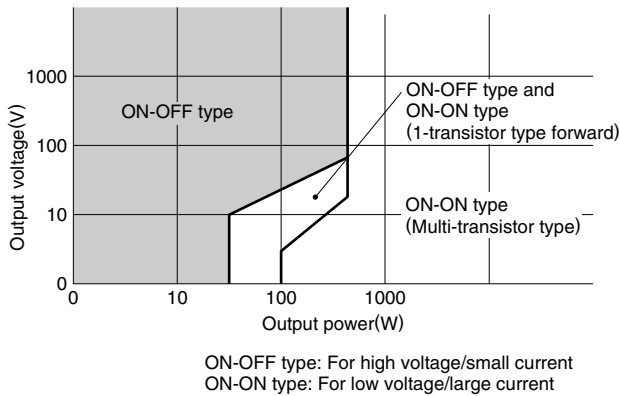 Output voltage(V)
1000
100
10
0
ON-OFF type
ON-OFF type and
ON-ON type
(1-transistor type forward)
ON-ON type
(Multi-transistor type)
0
10
100
1000
Output power(W)
ON-OFF type: For high voltage/small current
ON-ON type: For low voltage/large current